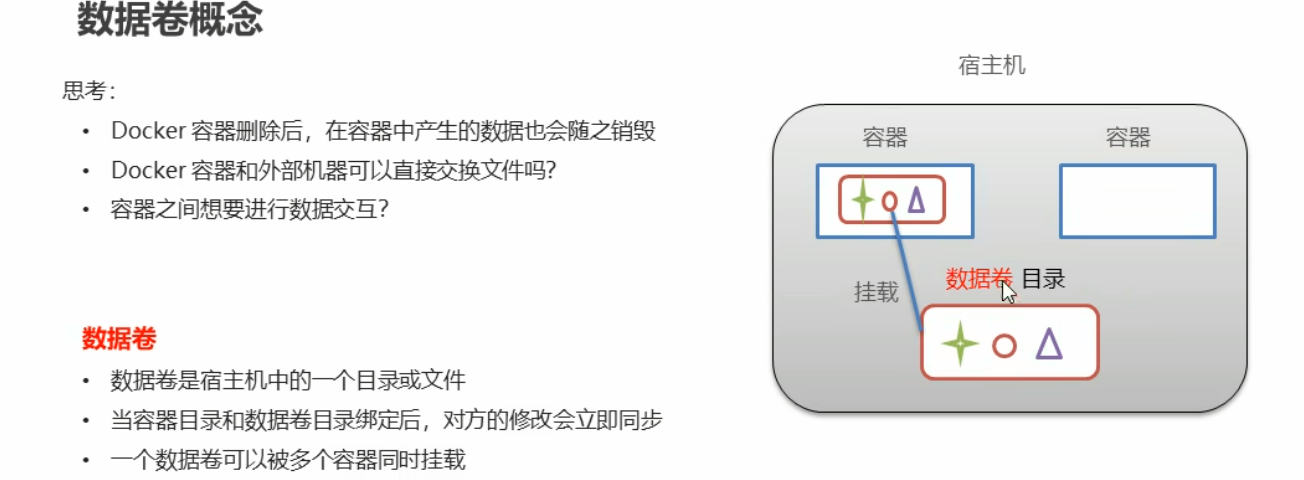 数据卷概念
思考：
• Docker 容器删除后，在容器中产生的数据也会随之销毁
• Docker 容器和外部机器可以直接交换文件吗？
• 容器之间想要进行数据交互？
数据卷
• 数据卷是宿主机中的一个目录或文件
• 当容器目录和数据卷目录绑定后，对方的修改会立即同步
• 一个数据卷可以被多个容器同时挂载
宿主机
容器
容器
挂载
数据卷 目录